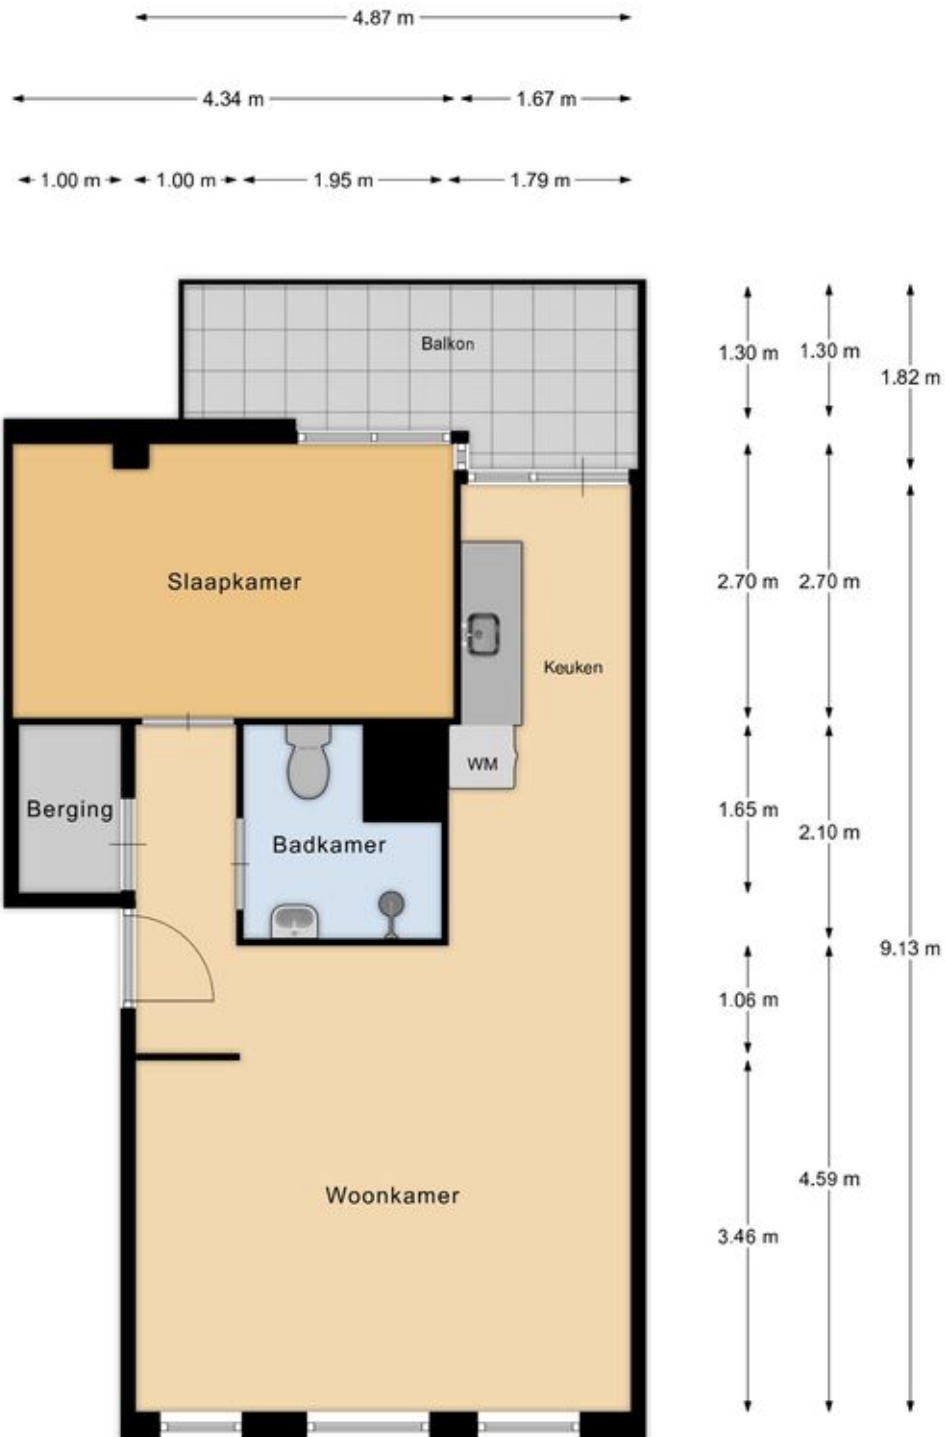 4.87 m
4.34 m
1.67 m
1.00 m
1.00 m
1.95 m
1.79 m
Balkon
1.30 m
1.30 m
1.82 m
Slaapkamer
2.70 m
2.70 m
Keuken
WM
Berging
1.65 m
Badkamer
2.10 m
9.13 m
1.06 m
Woonkamer
4.59 m
3.46 m